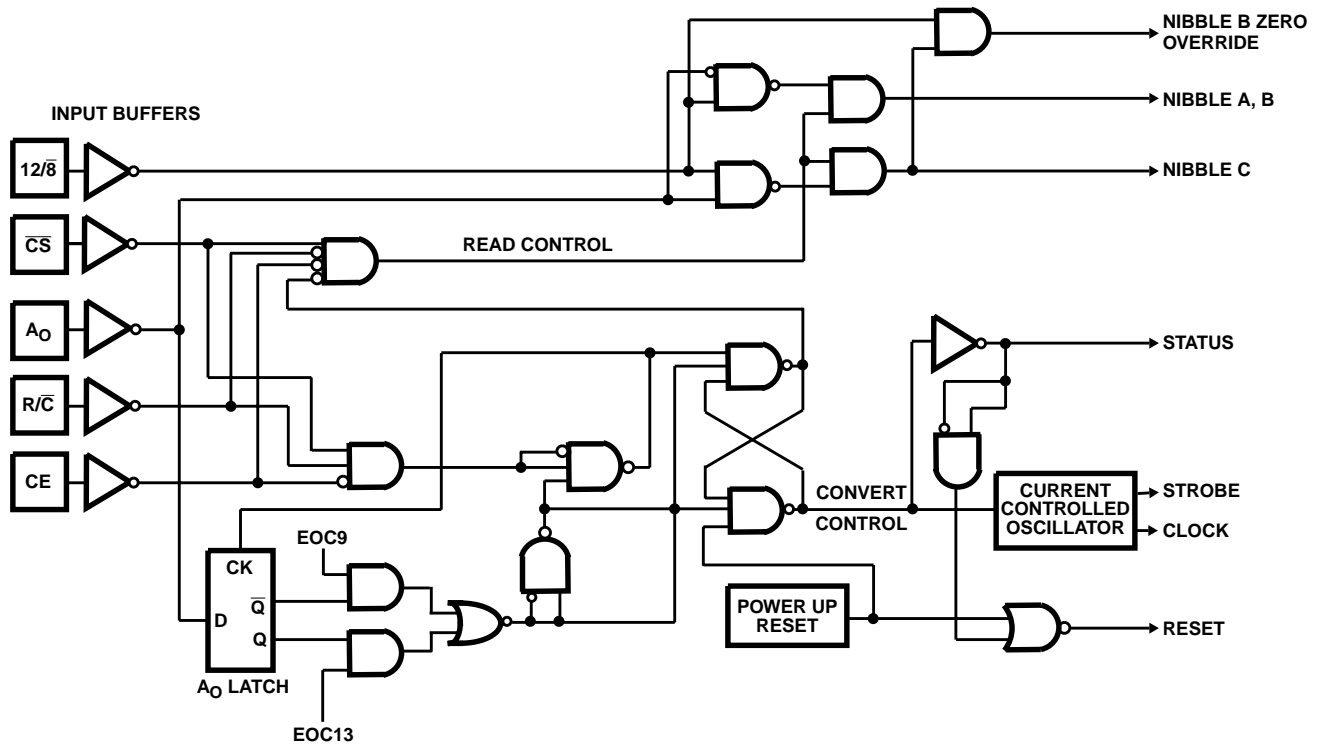 NIBBLE B ZERO
OVERRIDE
NIBBLE A, B
INPUT BUFFERS
12/8̅
NIBBLE C
C̅S̅
READ CONTROL
AO
STATUS
R/C̅
CE
CONVERT
CONTROL
CURRENT
CONTROLLED
OSCILLATOR
STROBE
CLOCK
EOC9
CK
D
Q̅
Q
POWER UP
RESET
RESET
AO LATCH
EOC13